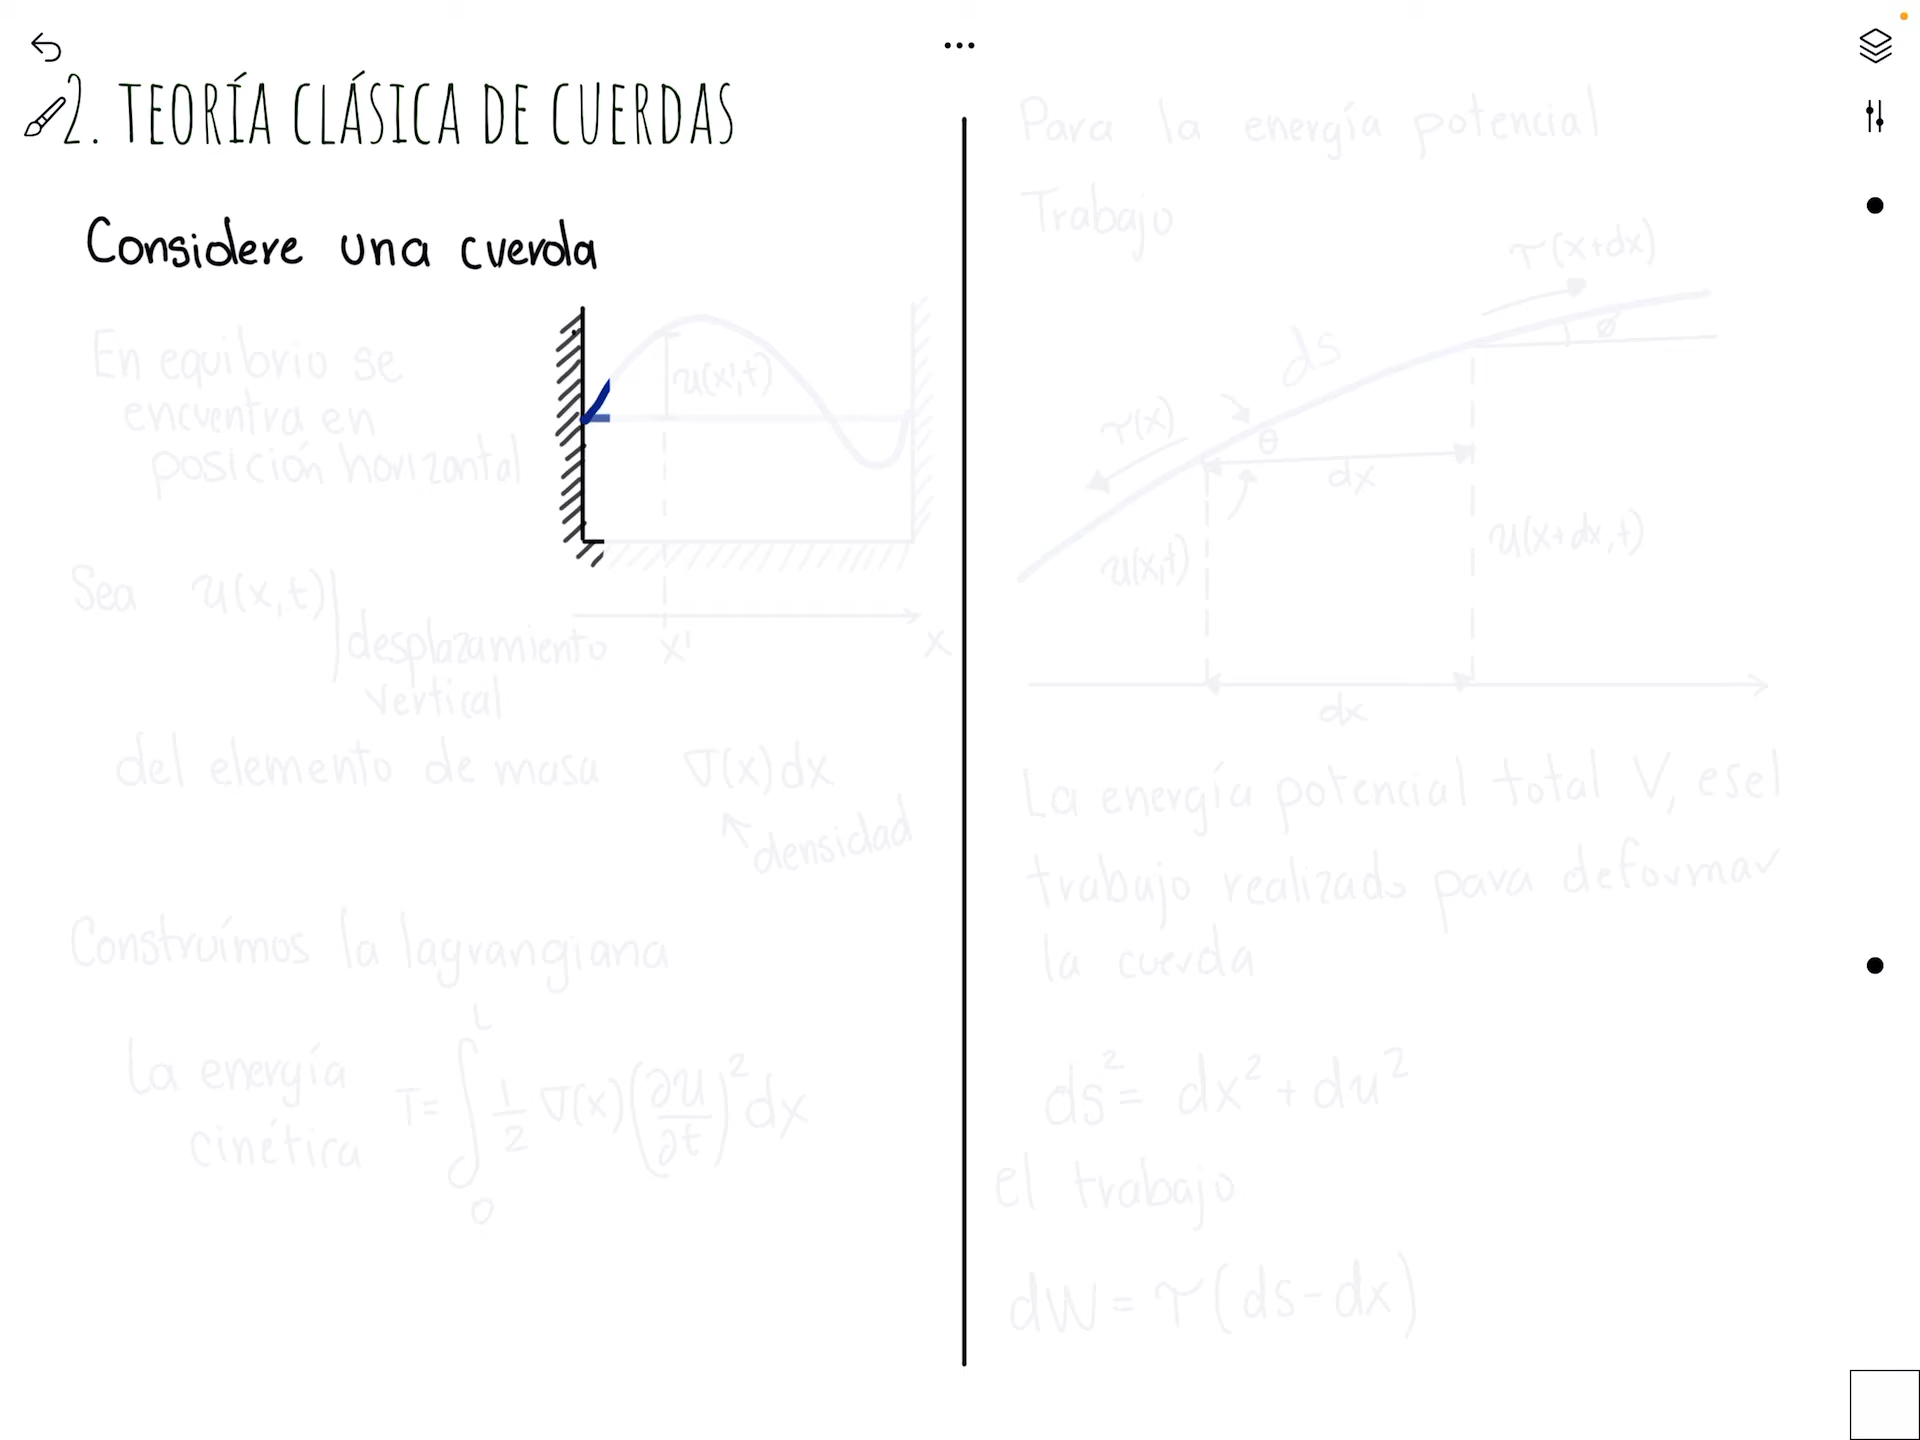 2. TEORÍA CLÁSICA DE CUERDAS
Considere una cuerda
En equibrio se
encuentra en
posición horizontal
u(x',t)
Sea u(x,t)
desplazamiento
vertical
x'
x
del elemento de masa σ(x)dx
densidad
Construímos la lagrangiana
La energía
cinética
T= ∫₀ᴸ 1/2 σ(x)(∂u/∂t)² dx
Para la energía potencial
Trabajo
τ(x+dx)
ds
ø
τ(x)
θ
dx
u(x,t)
u(x+dx,t)
dx
La energía potencial total V, es el
trabajo realizado para deformar
la cuerda
ds² = dx² + du²
el trabajo
dW = τ(ds-dx)